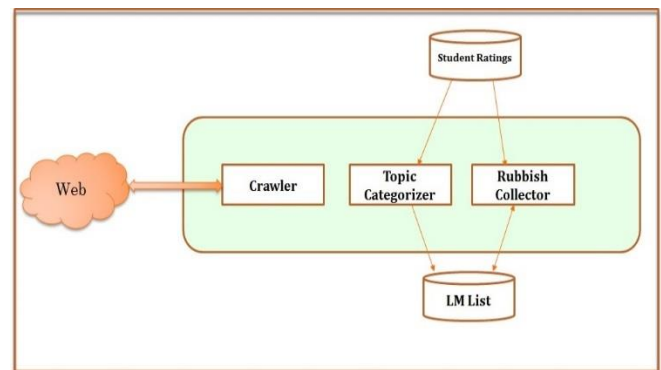 Student Ratings
Web
Crawler
Topic
Categorizer
Rubbish
Collector
LM List